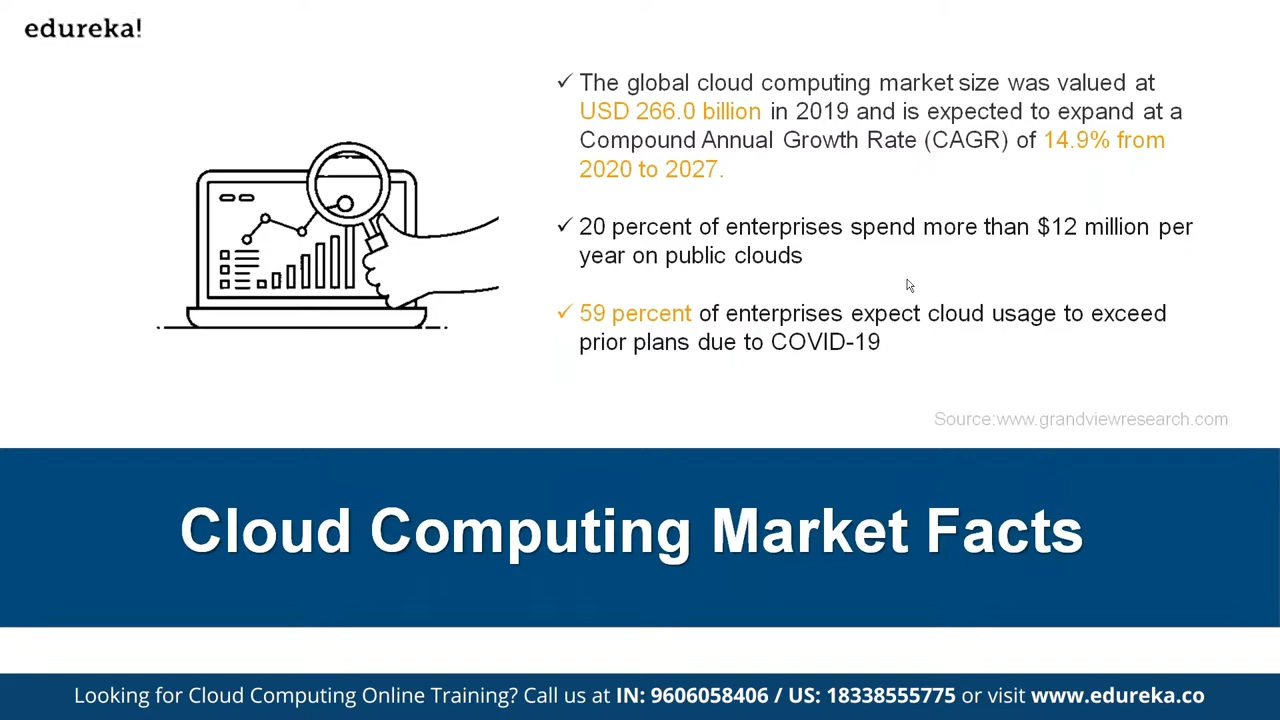 edureka!
✓ The global cloud computing market size was valued at
USD 266.0 billion in 2019 and is expected to expand at a
Compound Annual Growth Rate (CAGR) of 14.9% from
2020 to 2027.
✓ 20 percent of enterprises spend more than $12 million per
year on public clouds
✓ 59 percent of enterprises expect cloud usage to exceed
prior plans due to COVID-19
Source:www.grandviewresearch.com
Cloud Computing Market Facts
Looking for Cloud Computing Online Training? Call us at IN: 9606058406 / US: 18338555775 or visit www.edureka.co